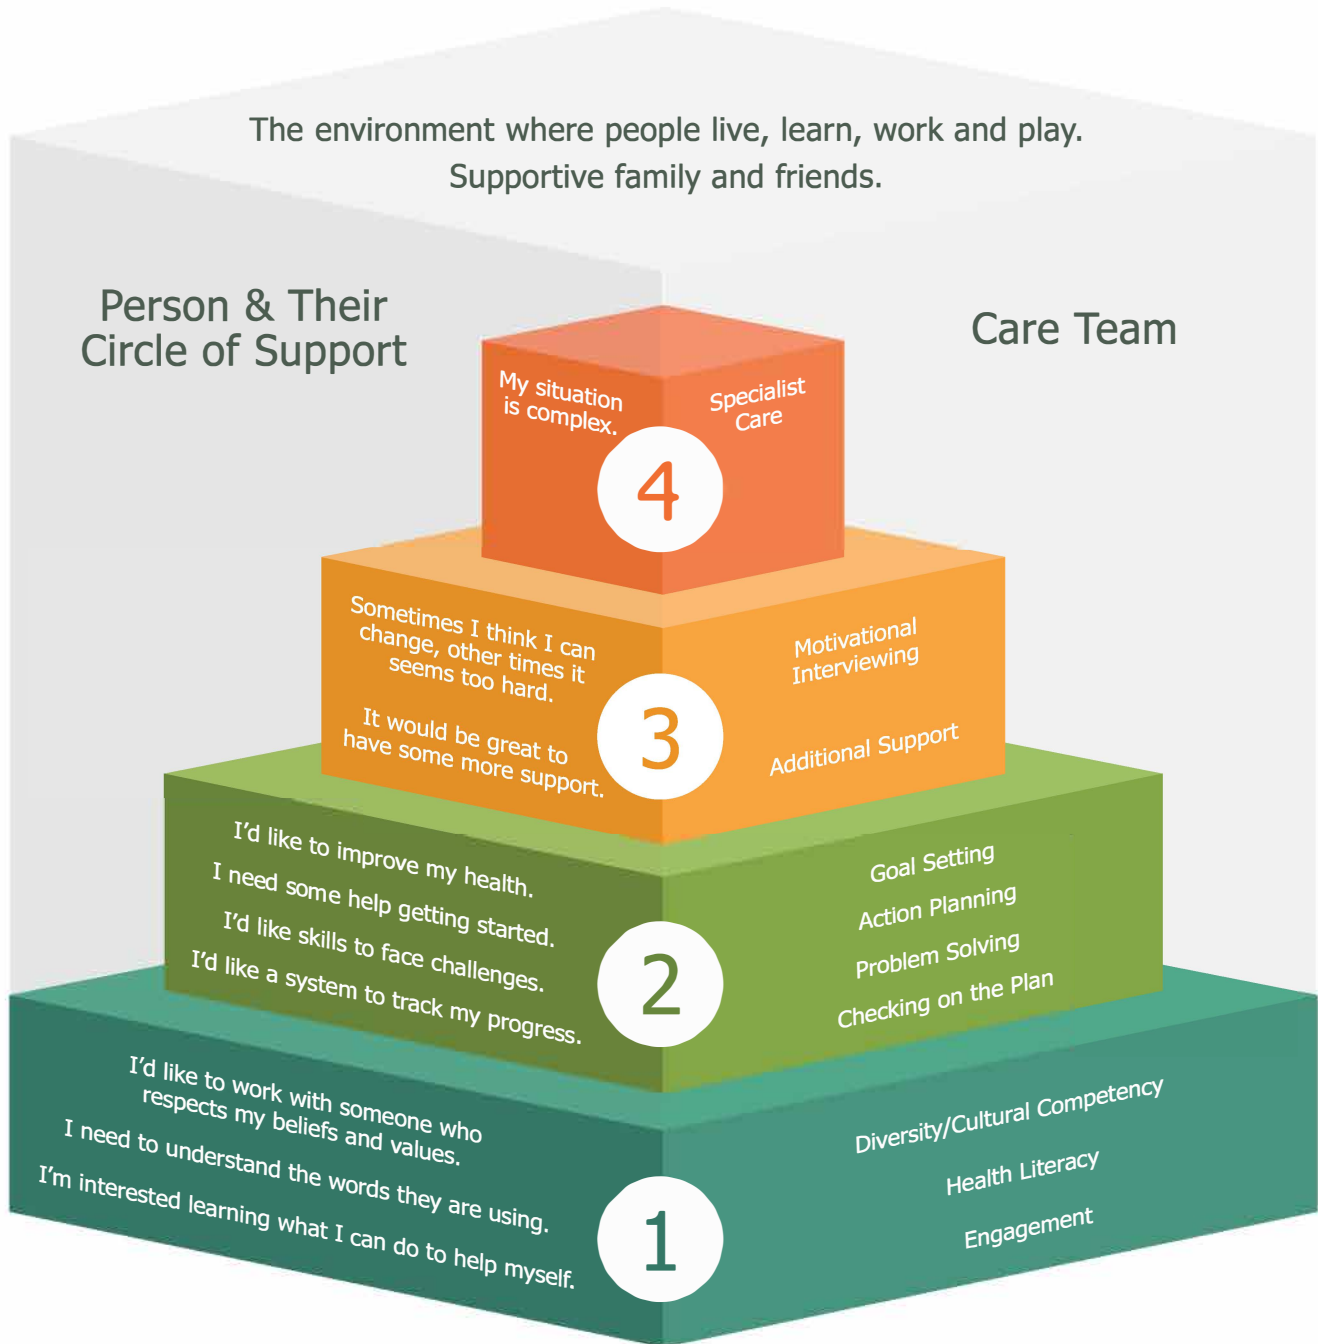 The environment where people live, learn, work and play.
Supportive family and friends.
Person & Their
Circle of Support
Care Team
My situation
is complex.
4
Specialist
Care
Sometimes I think I can
change, other times it
seems too hard.
It would be great to
have some more support.
3
Motivational
Interviewing
Additional Support
I'd like to improve my health.
I need some help getting started.
I'd like skills to face challenges.
I'd like a system to track my progress.
2
Goal Setting
Action Planning
Problem Solving
Checking on the Plan
I'd like to work with someone who
respects my beliefs and values.
I need to understand the words they are using.
I'm interested learning what I can do to help myself.
1
Diversity/Cultural Competency
Health Literacy
Engagement